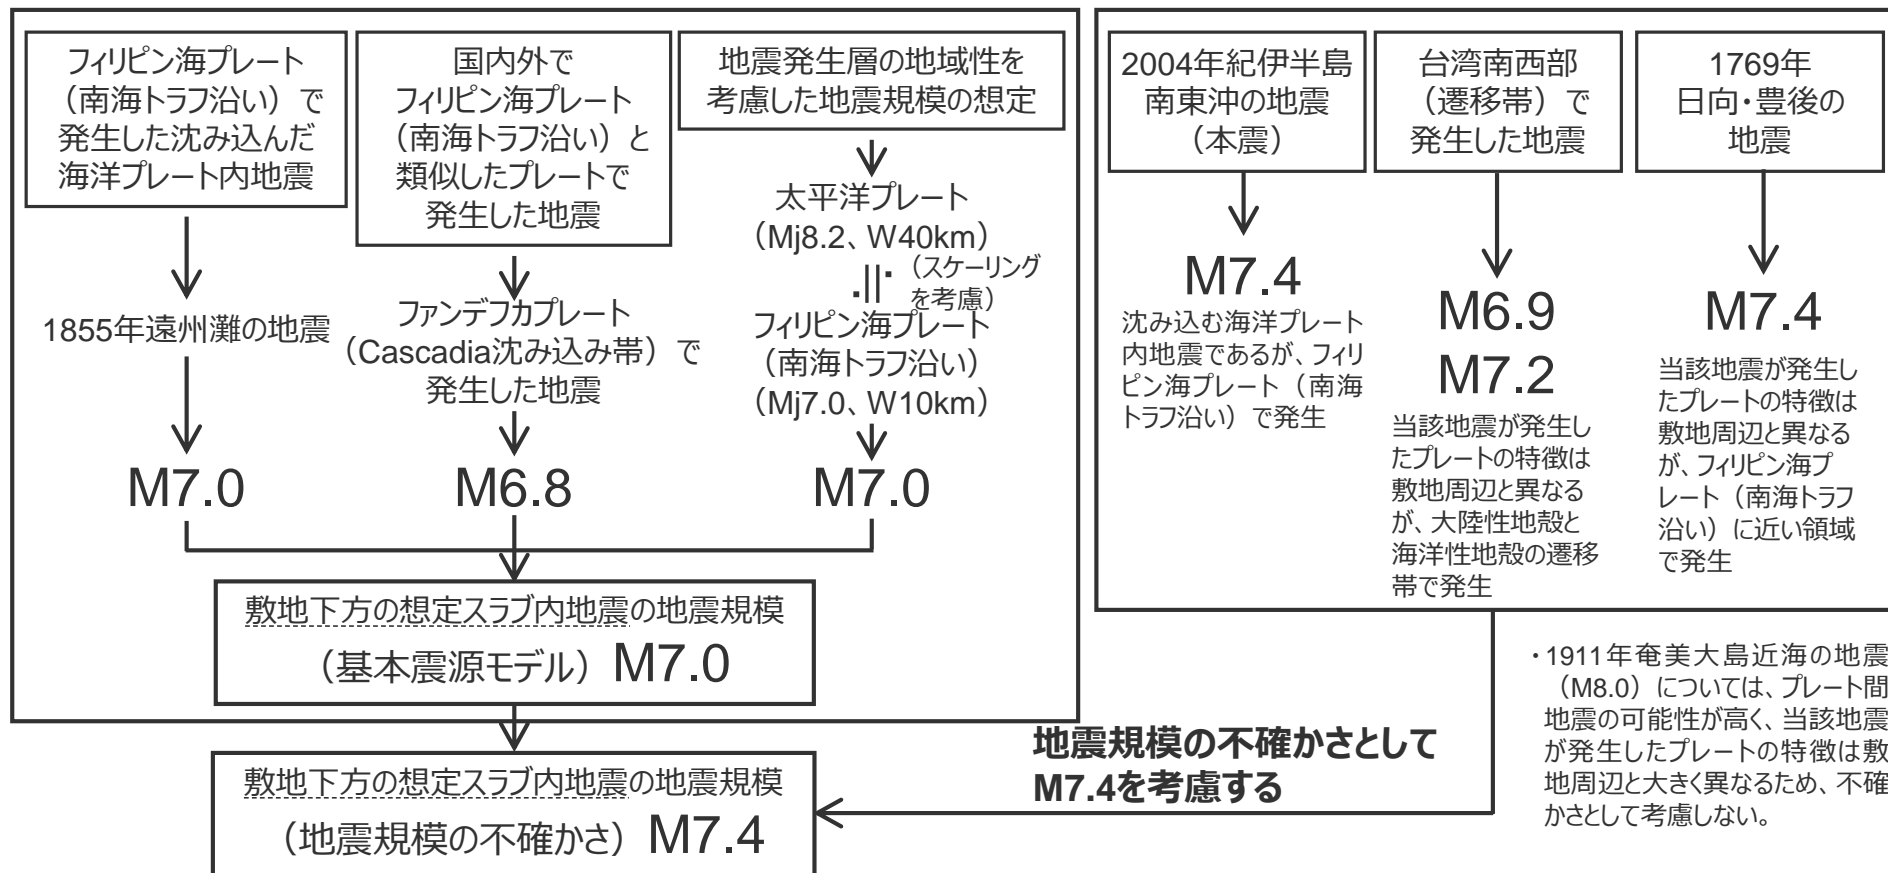 フィリピン海プレート
（南海トラフ沿い）で
発生した沈み込んだ
海洋プレート内地震
1855年遠州灘の地震
M7.0
国内外で
フィリピン海プレート
（南海トラフ沿い）と
類似したプレートで
発生した地震
ファンデフカプレート
（Cascadia沈み込み帯）で
発生した地震
M6.8
地震発生層の地域性を
考慮した地震規模の想定
太平洋プレート
（Mj8.2、W40km）
（スケーリング
を考慮）
フィリピン海プレート
（南海トラフ沿い）
（Mj7.0、W10km）
M7.0
敷地下方の想定スラブ内地震の地震規模
（基本震源モデル）M7.0
敷地下方の想定スラブ内地震の地震規模
（地震規模の不確かさ）M7.4
2004年紀伊半島
南東沖の地震
（本震）
M7.4
沈み込む海洋プレート
内地震であるが、フィリ
ピン海プレート（南海
トラフ沿い）で発生
台湾南西部
（遷移帯）で
発生した地震
M6.9
M7.2
当該地震が発生し
たプレートの特徴は
敷地周辺と異なる
が、大陸性地殻と
海洋性地殻の遷移
帯で発生
1769年
日向・豊後の
地震
M7.4
当該地震が発生し
たプレートの特徴は
敷地周辺と異なる
が、フィリピン海プ
レート（南海トラフ
沿い）に近い領域
で発生
地震規模の不確かさとして
M7.4を考慮する
・1911年奄美大島近海の地震
（M8.0）については、プレート間
地震の可能性が高く、当該地震
が発生したプレートの特徴は敷
地周辺と大きく異なるため、不確
かさとして考慮しない。